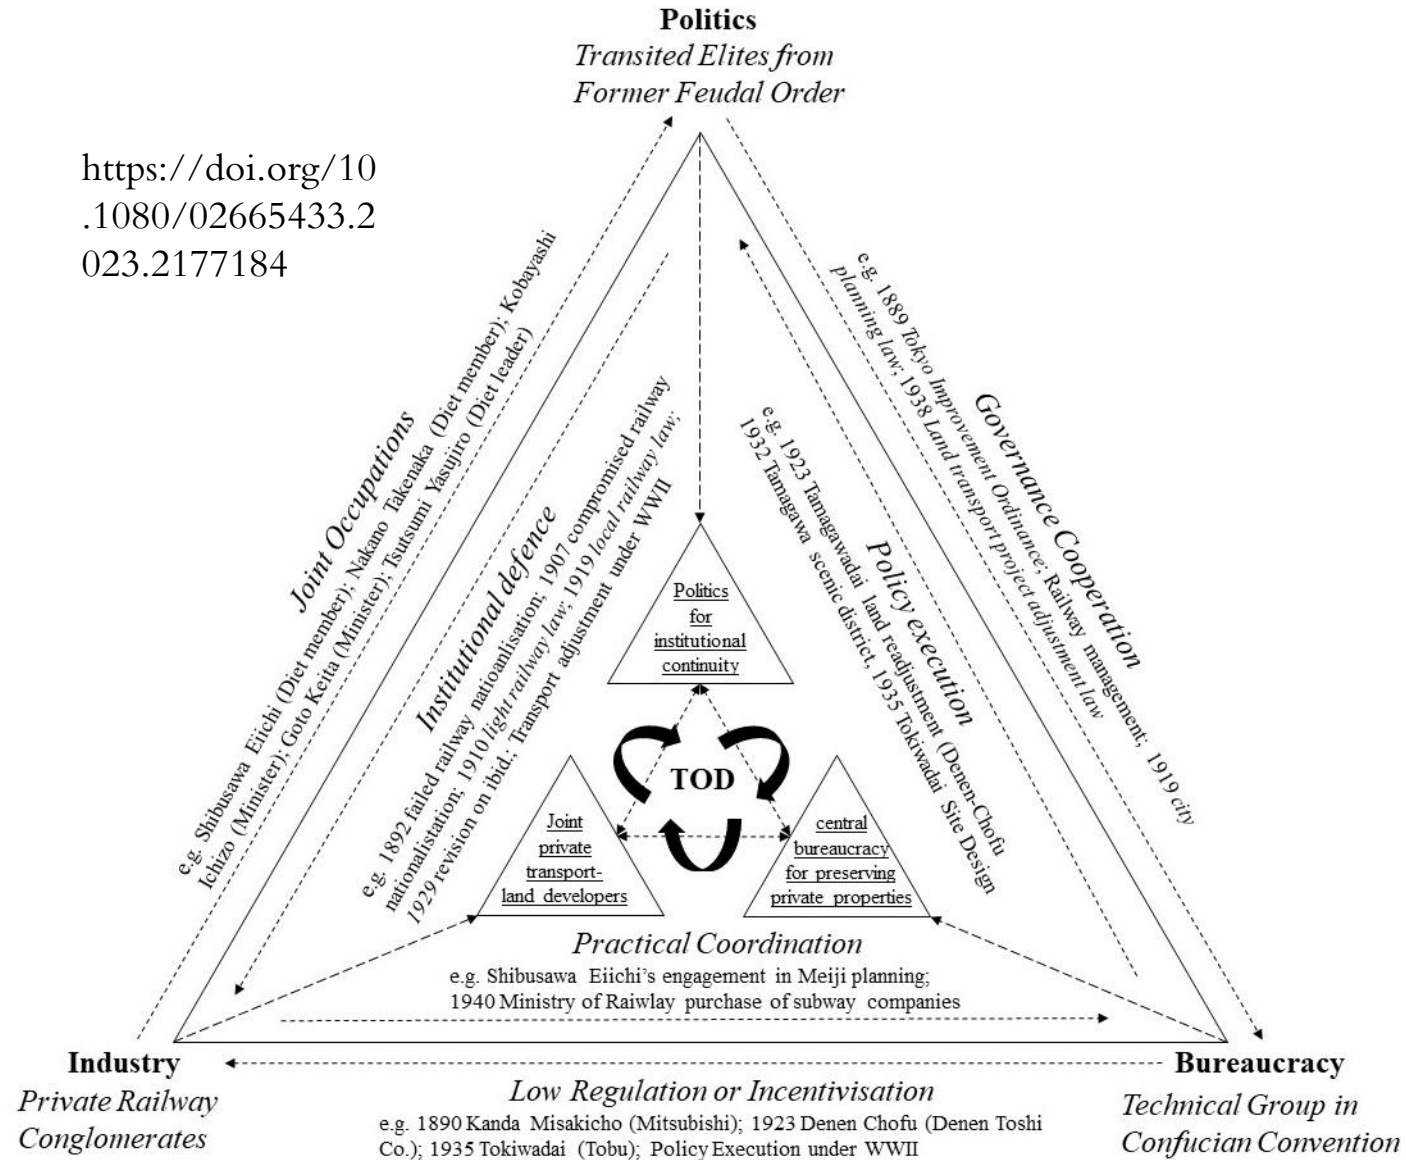 Politics
Transited Elites from
Former Feudal Order
https://doi.org/10
.1080/02665433.2
023.2177184
Joint Occupations
e.g. Shibusawa Eiichi (Diet member); Nakano Takenaka (Diet member); Kobayashi
Ichizo (Minister); Goto Keita (Minister); Tsutsumi Yasujiro (Diet leader)
Institutional defence
e.g. 1892 failed railway natioanlisation; 1907 compromised railway
nationalistation; 1910 light railway law; 1919 local railway law;
1929 revision on ibid.; Transport adjustment under WWII
Governance Cooperation
e.g. 1889 Tokyo Improvement Ordinance; Railway management; 1919 city
planning law; 1938 Land transport project adjustment law
Policy execution
e.g. 1923 Tamagawadai land readjustment (Denen-Chofu
1932 Tamagawa scenic district, 1935 Tokiwadai Site Design
Politics
for
institutional
continuity
TOD
Joint
private
transport-
land developers
central
bureaucracy
for preserving
private properties
Practical Coordination
e.g. Shibusawa Eiichi’s engagement in Meiji planning;
1940 Ministry of Raiwlay purchase of subway companies
Industry
Private Railway
Conglomerates
Bureaucracy
Technical Group in
Confucian Convention
Low Regulation or Incentivisation
e.g. 1890 Kanda Misakicho (Mitsubishi); 1923 Denen Chofu (Denen Toshi
Co.); 1935 Tokiwadai (Tobu); Policy Execution under WWII